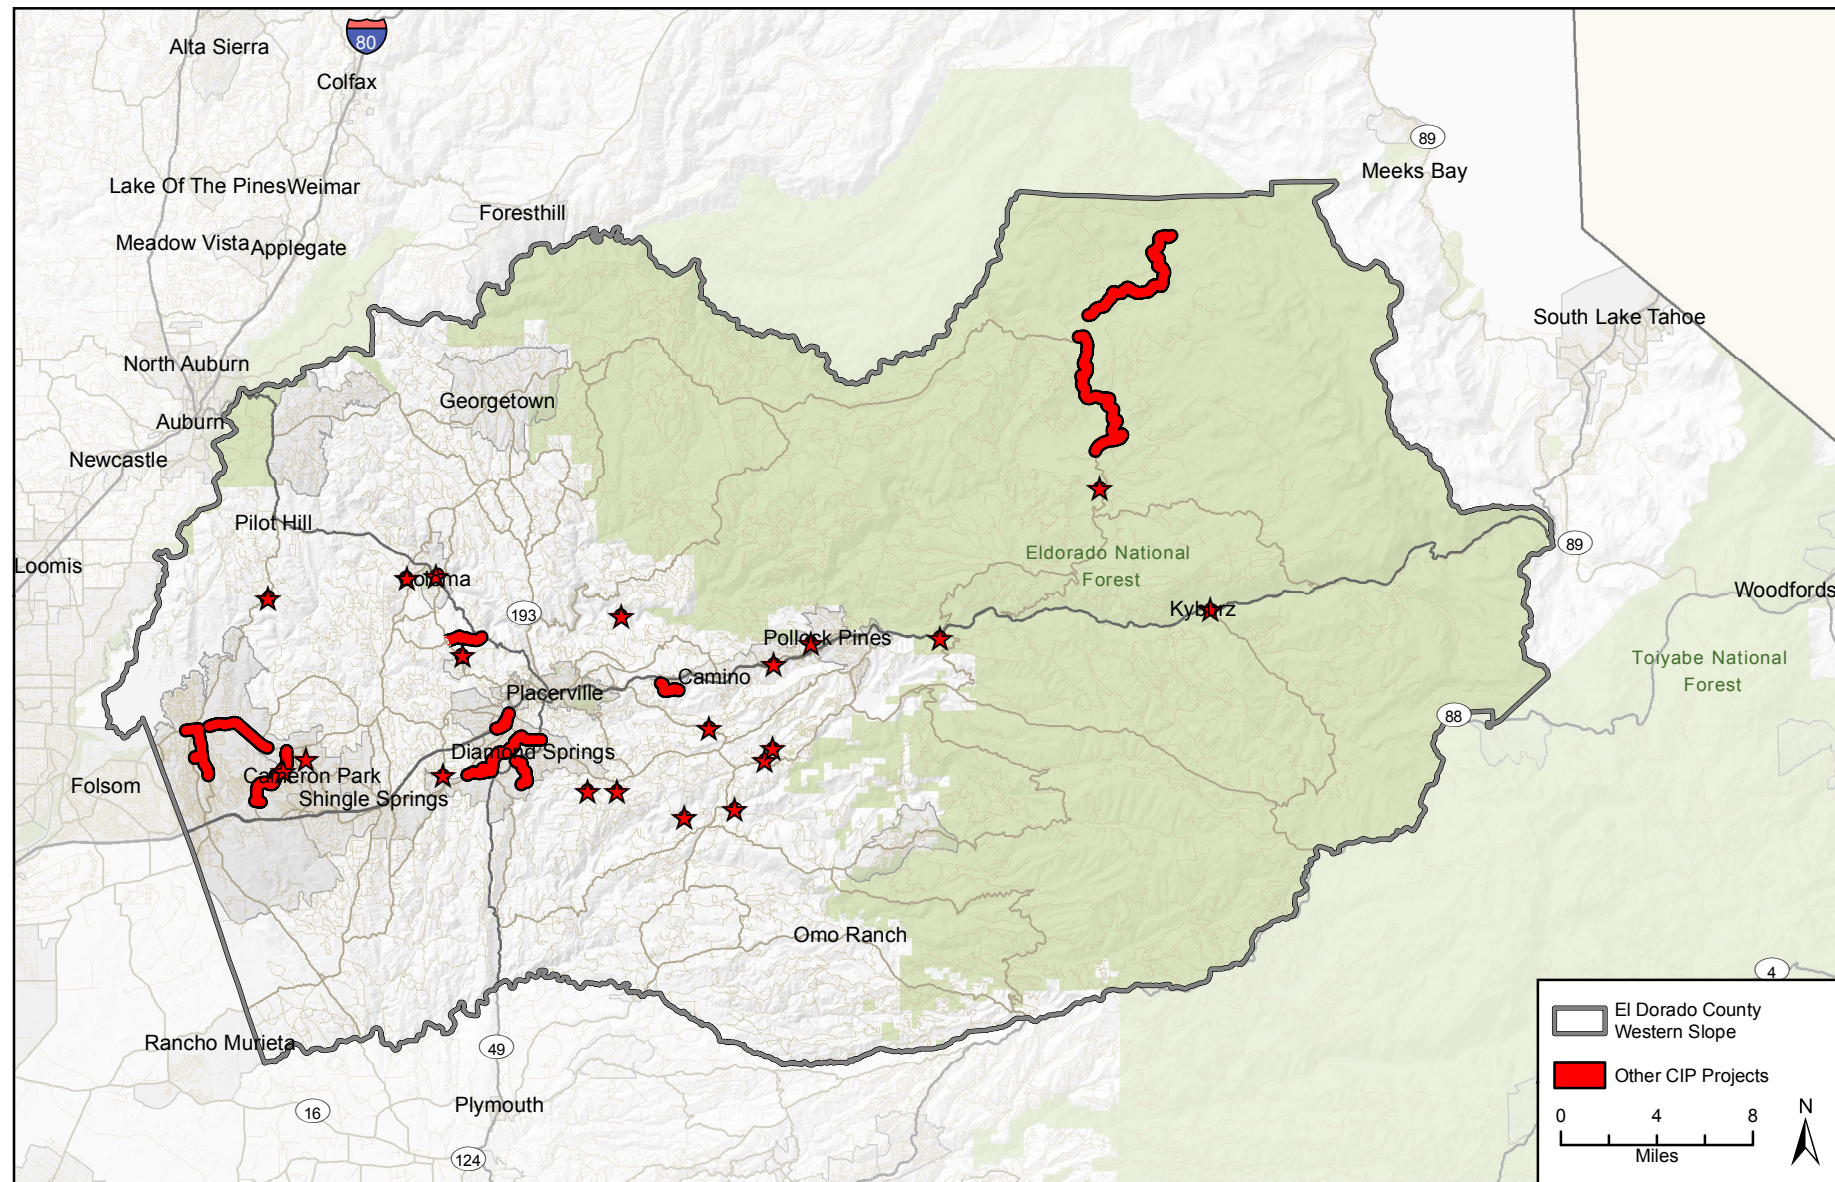 Alta Sierra
80
Colfax
89
Meeks Bay
Lake Of The Pines
Weimar
Foresthill
Meadow Vista
Applegate
South Lake Tahoe
North Auburn
Georgetown
Auburn
Newcastle
Pilot Hill
Eldorado National
Forest
89
Loomis
Coloma
Woodfords
193
Kyburz
Pollock Pines
Toiyabe National
Forest
Camino
Placerville
88
Diamond Springs
Cameron Park
Folsom
Shingle Springs
Omo Ranch
4
El Dorado County
Western Slope
Rancho Murieta
49
Other CIP Projects
Plymouth
16
0 4 8
Miles
N
124